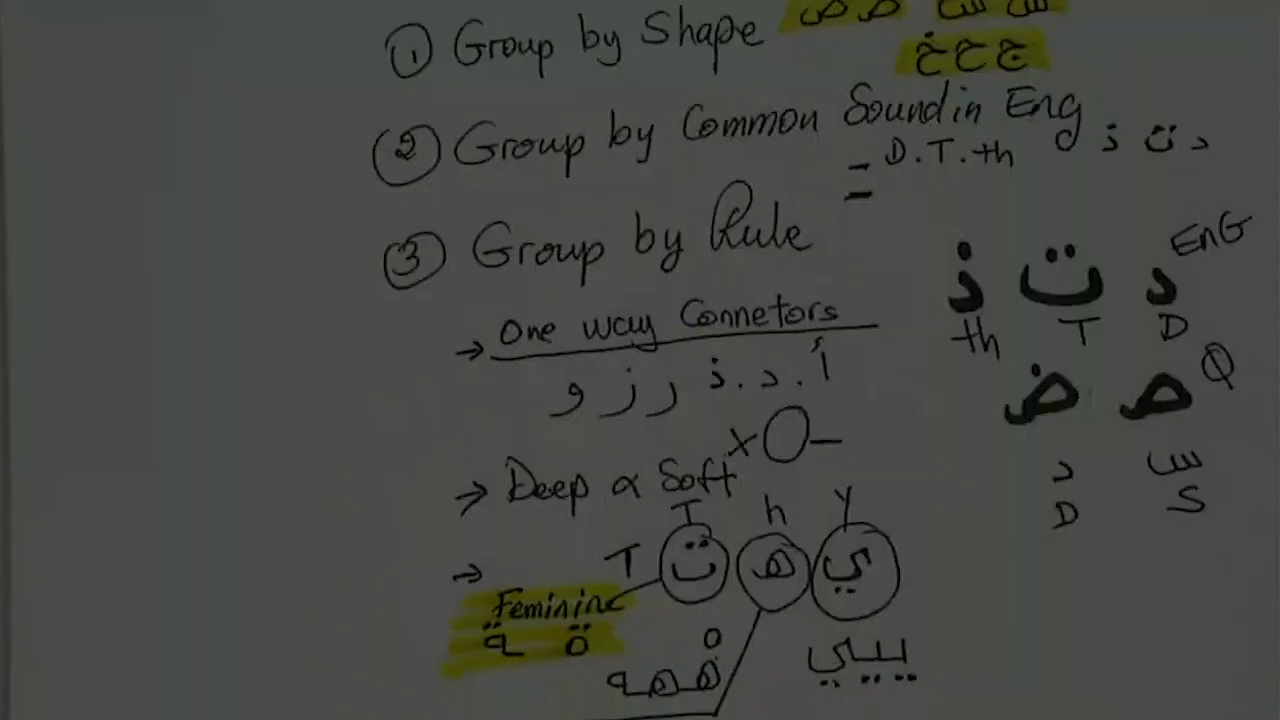 ① Group by Shape ص ض س ش
ج ح خ
② Group by Common Sound in Eng
= D.T.th د ت ذ
③ Group by Rule
EnG
د ت ذ
th T D
→ One way Connetors
أ . د . ذ ر ز و
ص ض Q
x O -
→ Deep & Soft
س د
D S
T h y
→ T ت ه ي
Feminine
ة ـة
ه
ههه
ييي